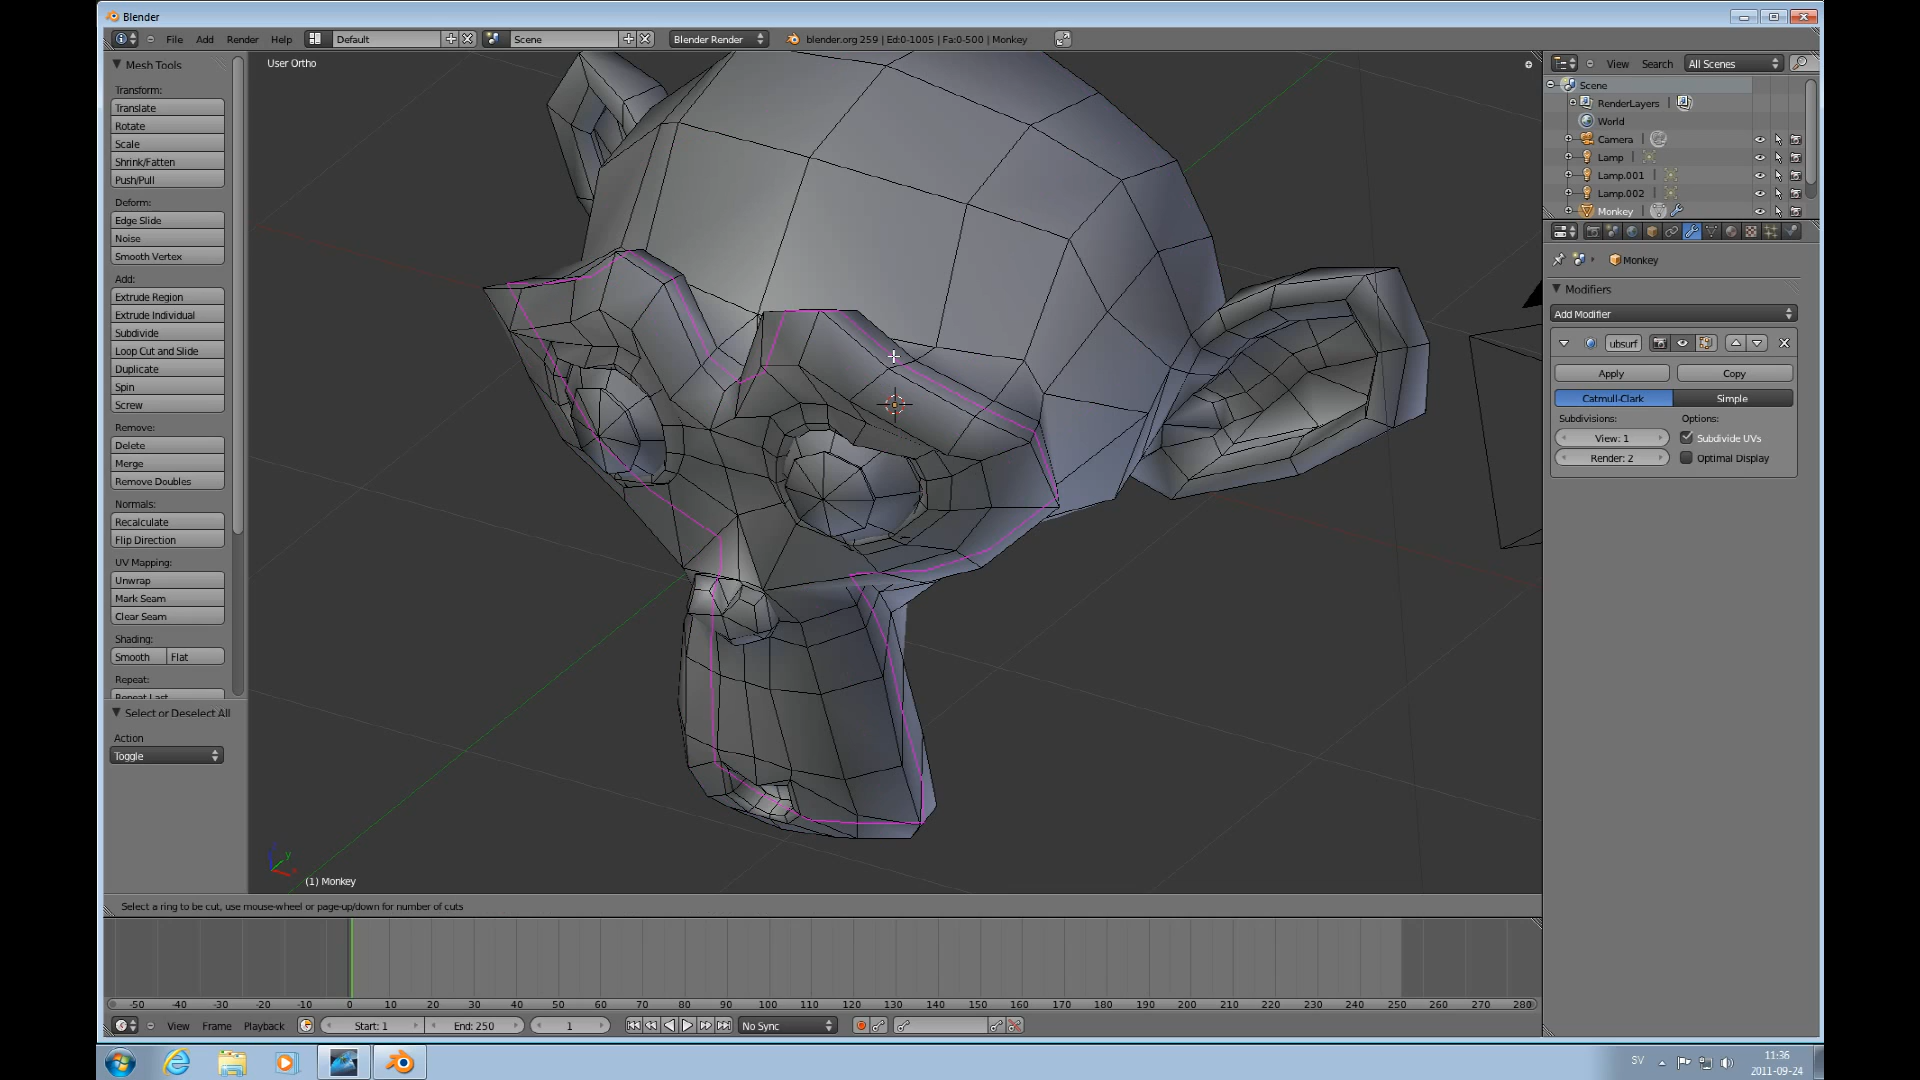 Blender
File Add Render Help Default Scene Blender Render blender.org 259 | Ed:0-1005 | Fa:0-500 | Monkey
Mesh Tools
Transform:
Translate
Rotate
Scale
Shrink/Fatten
Push/Pull
Deform:
Edge Slide
Noise
Smooth Vertex
Add:
Extrude Region
Extrude Individual
Subdivide
Loop Cut and Slide
Duplicate
Spin
Screw
Remove:
Delete
Merge
Remove Doubles
Normals:
Recalculate
Flip Direction
UV Mapping:
Unwrap
Mark Seam
Clear Seam
Shading:
Smooth Flat
Repeat:
Repeat Last
Select or Deselect All
Action
Toggle
User Ortho
(1) Monkey
View Search All Scenes
Scene
RenderLayers
World
Camera
Lamp
Lamp.001
Lamp.002
Monkey
Monkey
Modifiers
Add Modifier
ubsurf
Apply Copy
Catmull-Clark Simple
Subdivisions: Options:
View: 1 Subdivide UVs
Render: 2 Optimal Display
Select a ring to be cut, use mouse-wheel or page-up/down for number of cuts
-50 -40 -30 -20 -10 0 10 20 30 40 50 60 70 80 90 100 110 120 130 140 150 160 170 180 190 200 210 220 230 240 250 260 270 280
View Frame Playback Start: 1 End: 250 1 No Sync
SV 11:36
2011-09-24